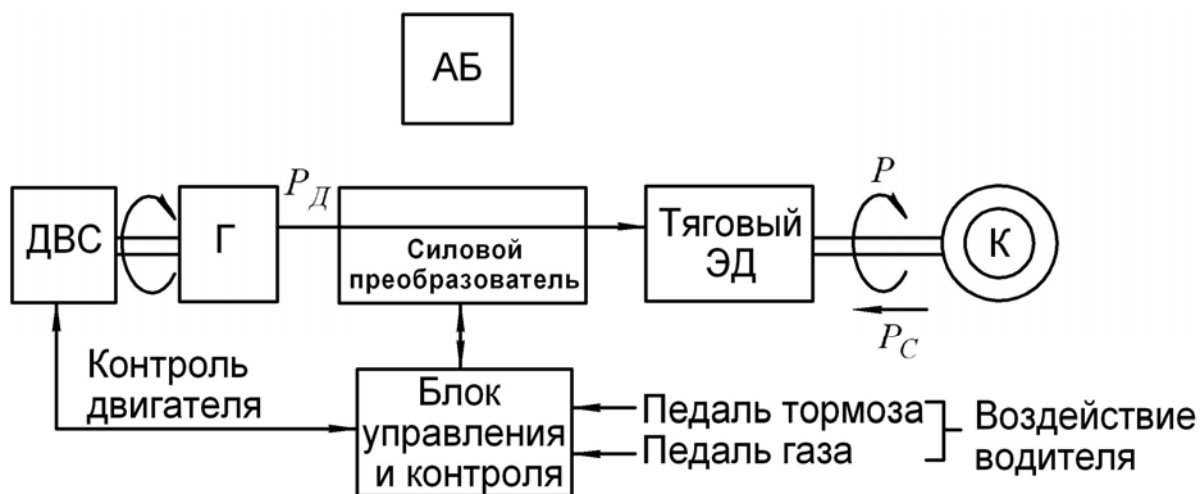 АБ
ДВС
Г
P_Д
Силовой
преобразователь
Тяговый
ЭД
P
К
P_C
Контроль
двигателя
Блок
управления
и контроля
Педаль тормоза
Педаль газа
Воздействие
водителя